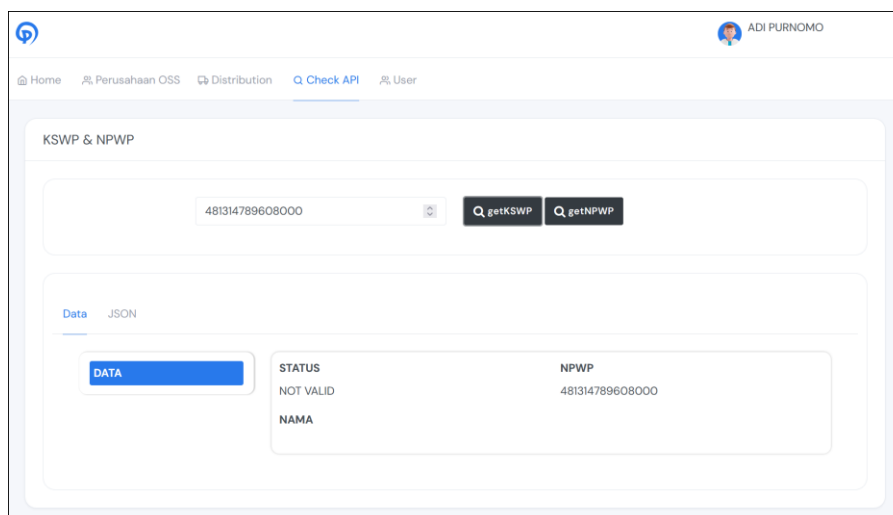 ADI PURNOMO
Home Perusahaan OSS Distribution Check API User
KSWP & NPWP
481314789608000 getKSWP getNPWP
Data JSON
DATA
STATUS NPWP
NOT VALID 481314789608000
NAMA